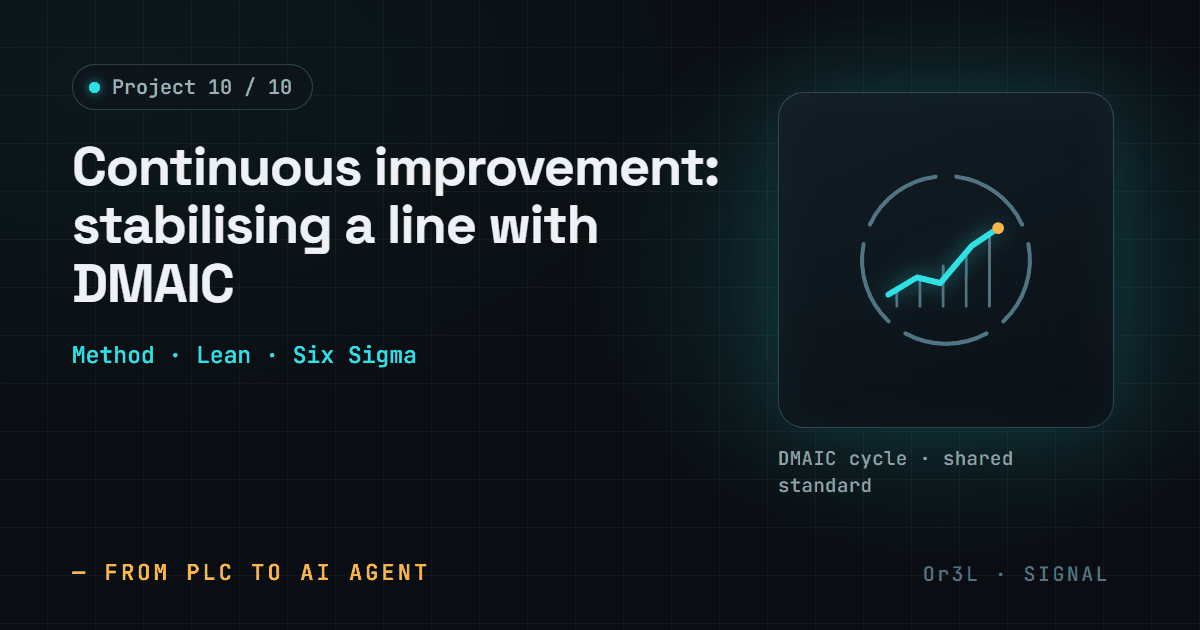 Project 10 / 10
Continuous improvement:
stabilising a line with
DMAIC
Method · Lean · Six Sigma
DMAIC cycle · shared
standard
— FROM PLC TO AI AGENT
Or3L · SIGNAL